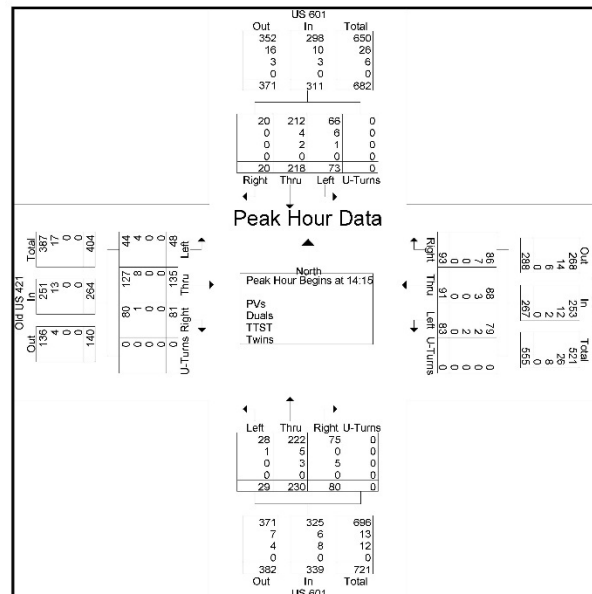 US 601
Out In Total
352 298 650
16 10 26
3 3 6
0 0 0
371 311 682
20 212 66 0
0 4 6 0
0 2 1 0
0 0 0 0
20 218 73 0
Right Thru Left U-Turns
Peak Hour Data
Old US 421
Total 387 17 0 0 404
In 251 13 0 0 264
Out 136 4 0 0 140
44 4 0 0 48 Left
127 8 0 0 135 Thru
80 1 0 0 81 Right
0 0 0 0 0 U-Turns
North
Peak Hour Begins at 14:15
PVs
Duals
TTST
Twins
Right 93 0 0 7 86
Thru 91 0 0 3 88
Left 83 0 2 2 79
U-Turns 0 0 0 0 0
288 0 6 14 268 Out
267 0 2 12 253 In
555 0 8 26 521 Total
Left Thru Right U-Turns
28 222 75 0
1 5 0 0
0 3 5 0
0 0 0 0
29 230 80 0
371 325 696
7 6 13
4 8 12
0 0 0
382 339 721
Out In Total
US 601